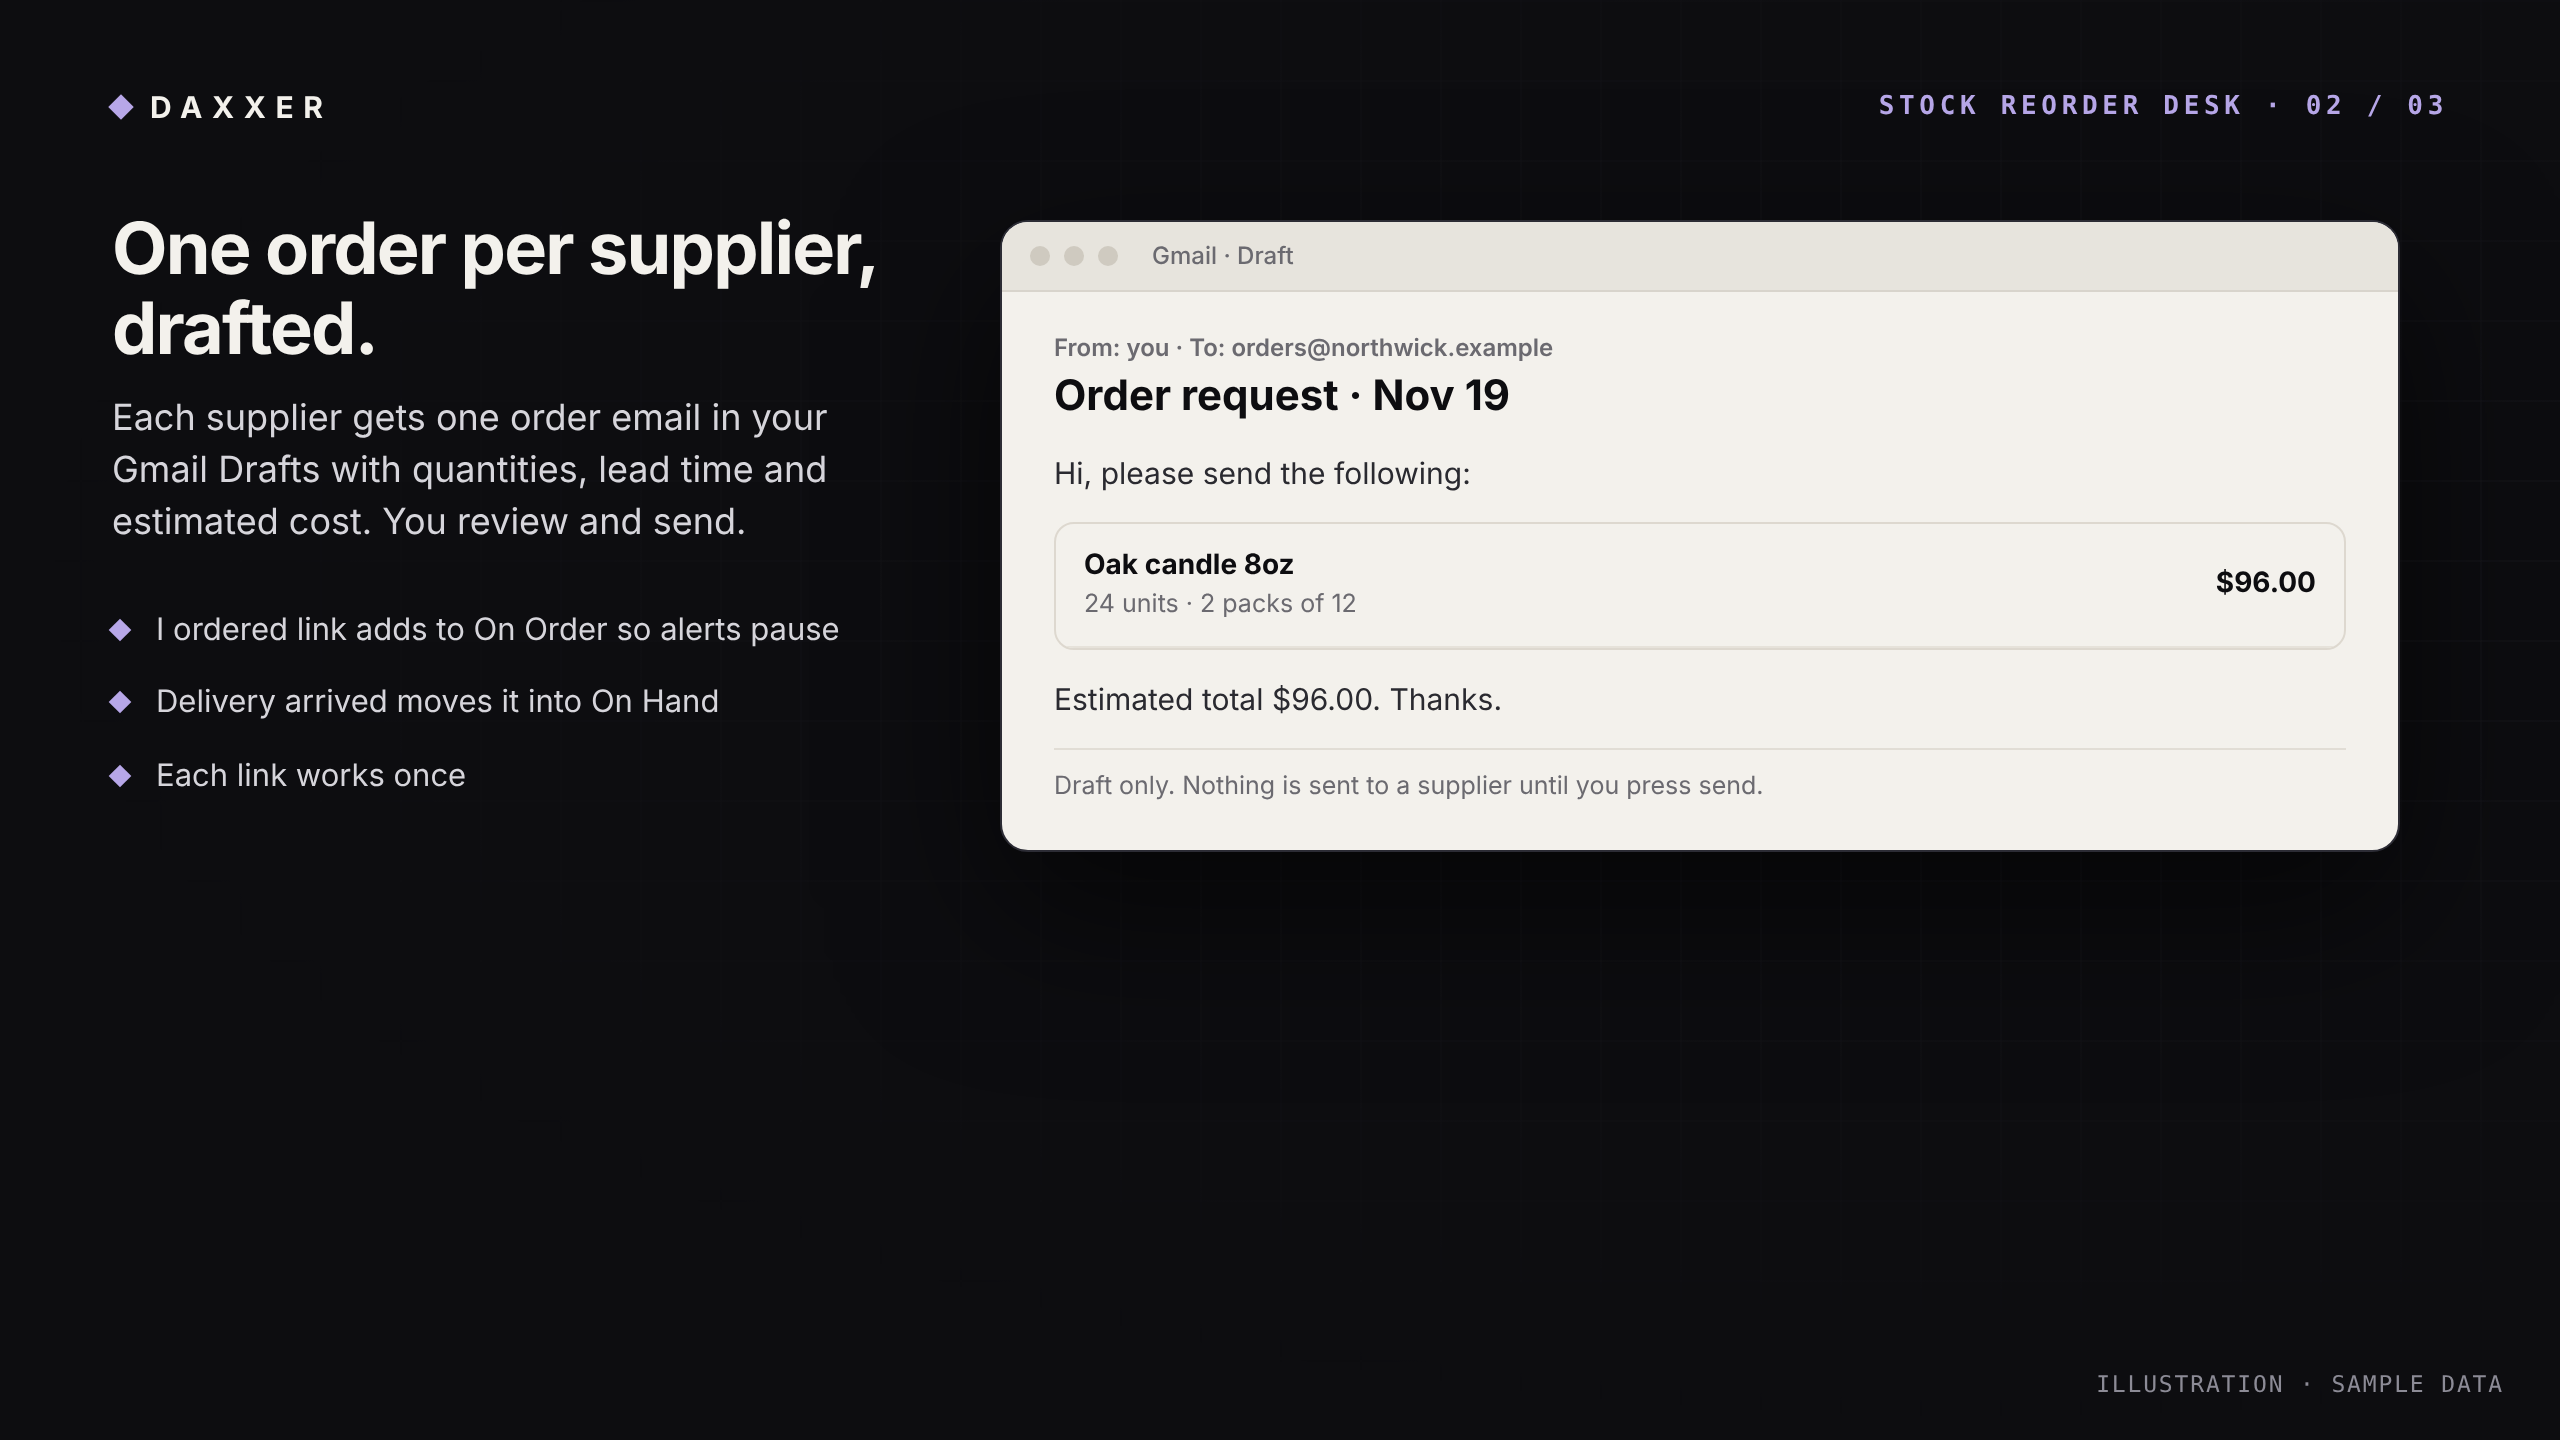 DAXXER
STOCK REORDER DESK · 02 / 03
One order per supplier,
drafted.
Each supplier gets one order email in your
Gmail Drafts with quantities, lead time and
estimated cost. You review and send.
I ordered link adds to On Order so alerts pause
Delivery arrived moves it into On Hand
Each link works once
Gmail · Draft
From: you · To: orders@northwick.example
Order request · Nov 19
Hi, please send the following:
Oak candle 8oz
24 units · 2 packs of 12
$96.00
Estimated total $96.00. Thanks.
Draft only. Nothing is sent to a supplier until you press send.
ILLUSTRATION · SAMPLE DATA